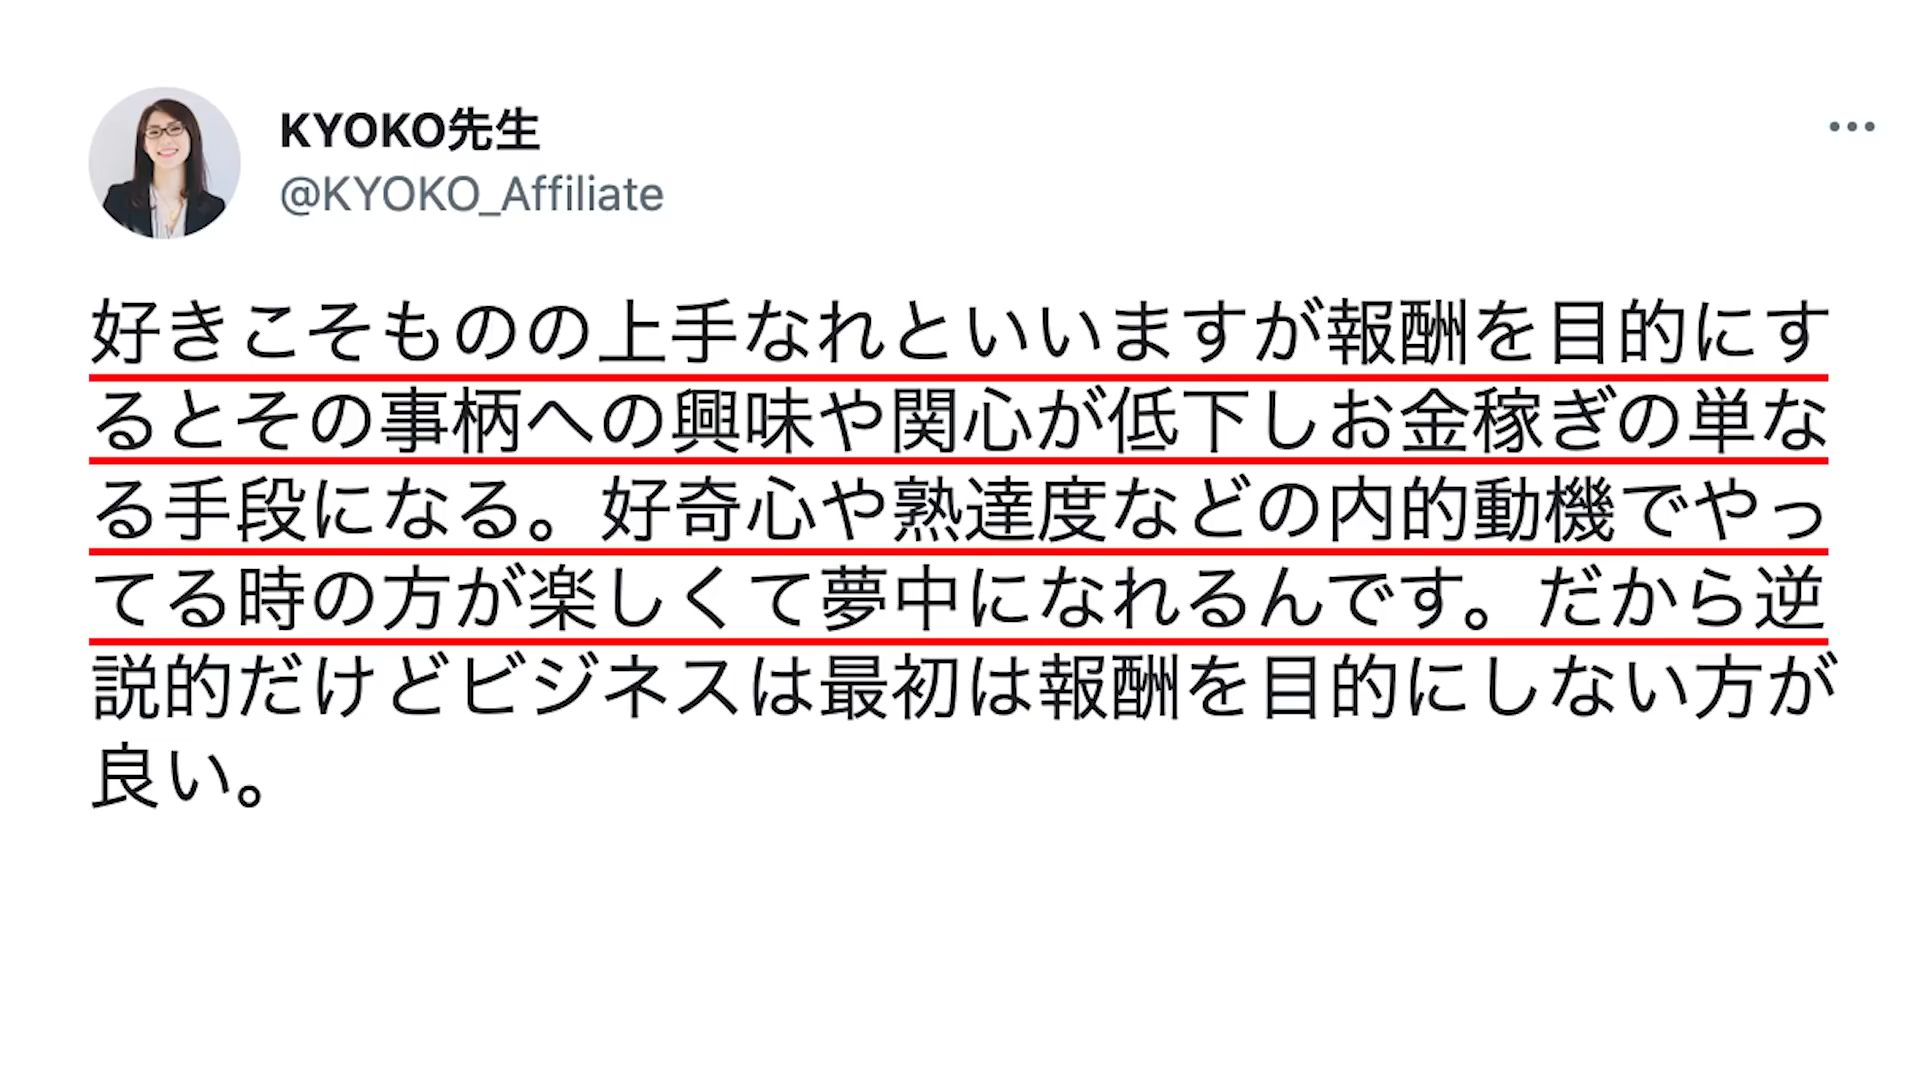 KYOKO先生
@KYOKO_Affiliate
好きこそものの上手なれといいますが報酬を目的にす
るとその事柄への興味や関心が低下しお金稼ぎの単な
る手段になる。好奇心や熟達度などの内的動機でやっ
てる時の方が楽しくて夢中になれるんです。だから逆
説的だけどビジネスは最初は報酬を目的にしない方が
良い。